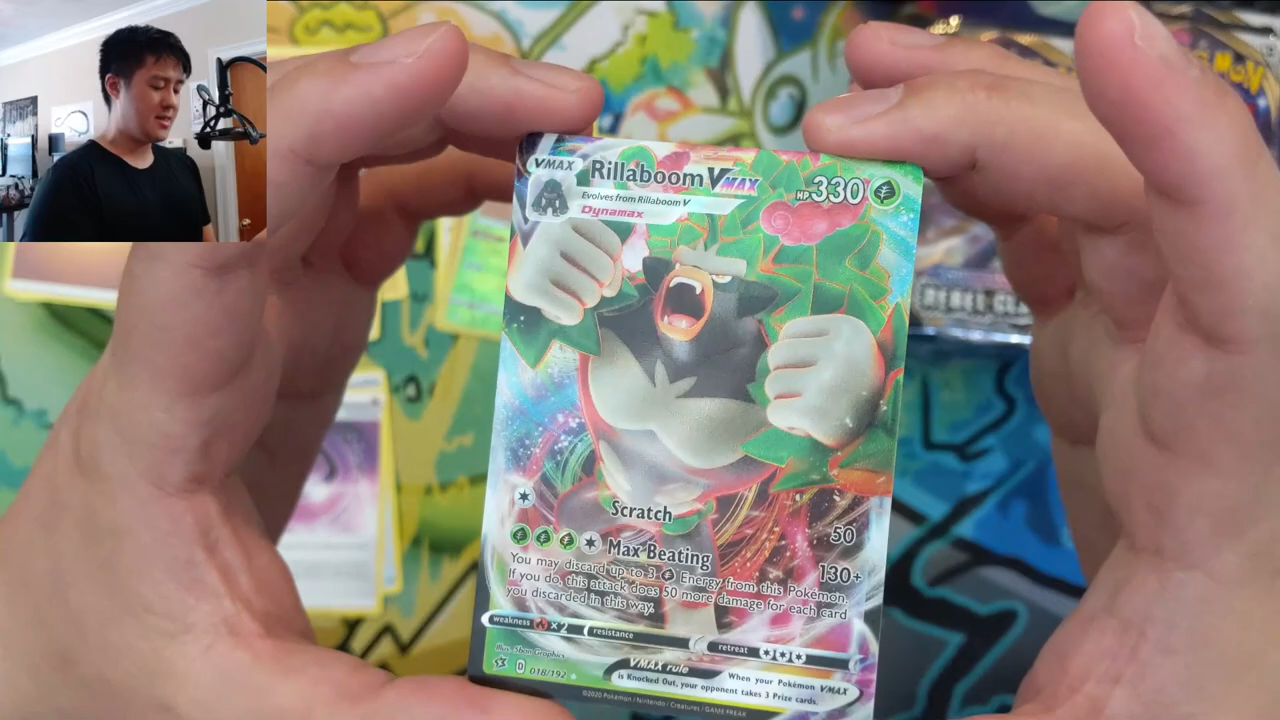 VMAX
Rillaboom VMAX
HP 330
Evolves from Rillaboom V
Dynamax
Scratch
50
Max Beating
130+
You may discard up to 3 Energy from this Pokémon.
If you do, this attack does 50 more damage for each card
you discarded in this way.
weakness ×2 resistance retreat
Illus. 5ban Graphics
D 018/192
VMAX rule When your Pokémon VMAX
is Knocked Out, your opponent takes 3 Prize cards.
©2020 Pokémon / Nintendo / Creatures / GAME FREAK
REBEL